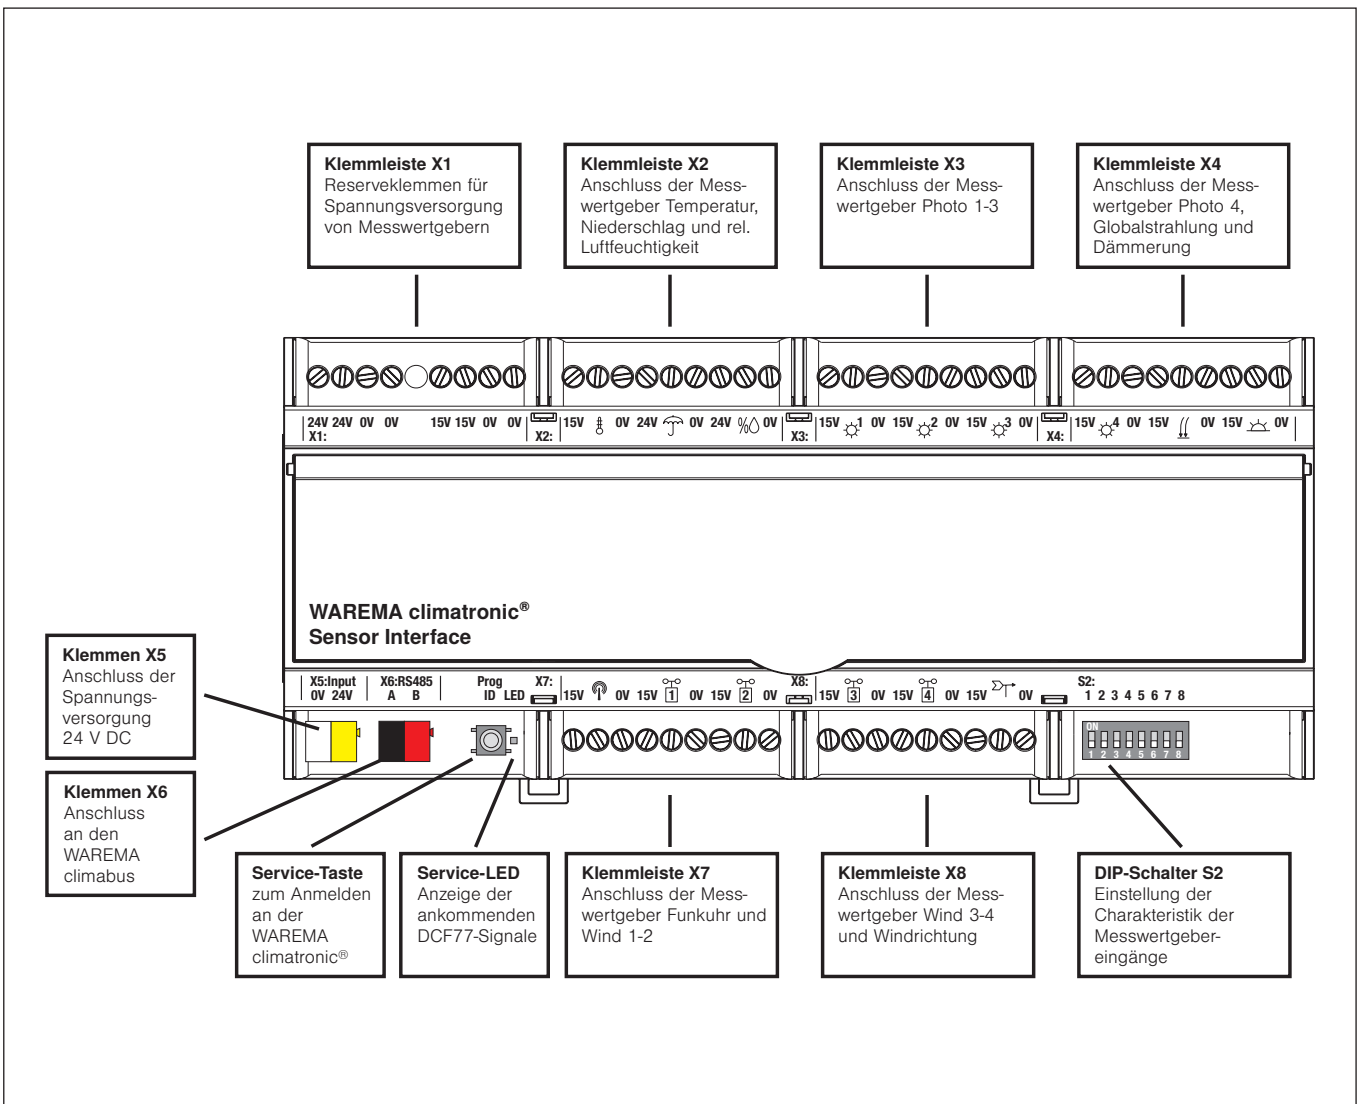 Klemmleiste X1
Reserveklemmen für
Spannungsversorgung
von Messwertgebern
Klemmleiste X2
Anschluss der Mess-
wertgeber Temperatur,
Niederschlag und rel.
Luftfeuchtigkeit
Klemmleiste X3
Anschluss der Mess-
wertgeber Photo 1-3
Klemmleiste X4
Anschluss der Mess-
wertgeber Photo 4,
Globalstrahlung und
Dämmerung
24V 24V 0V 0V 15V 15V 0V 0V
X1:
X2:
15V 0V 24V 0V 24V % 0V
X3:
15V 1 0V 15V 2 0V 15V 3 0V
X4:
15V 4 0V 15V 0V 15V 0V
WAREMA climatronic®
Sensor Interface
X5:Input
0V 24V
X6:RS485
A B
Prog
ID LED
X7:
15V 0V 15V 1 0V 15V 2 0V
X8:
15V 3 0V 15V 4 0V 15V 0V
S2:
1 2 3 4 5 6 7 8
ON
1 2 3 4 5 6 7 8
Klemmen X5
Anschluss der
Spannungs-
versorgung
24 V DC
Klemmen X6
Anschluss
an den
WAREMA
climabus
Service-Taste
zum Anmelden
an der
WAREMA
climatronic®
Service-LED
Anzeige der
ankommenden
DCF77-Signale
Klemmleiste X7
Anschluss der Mess-
wertgeber Funkuhr und
Wind 1-2
Klemmleiste X8
Anschluss der Mess-
wertgeber Wind 3-4
und Windrichtung
DIP-Schalter S2
Einstellung der
Charakteristik der
Messwertgeber-
eingänge